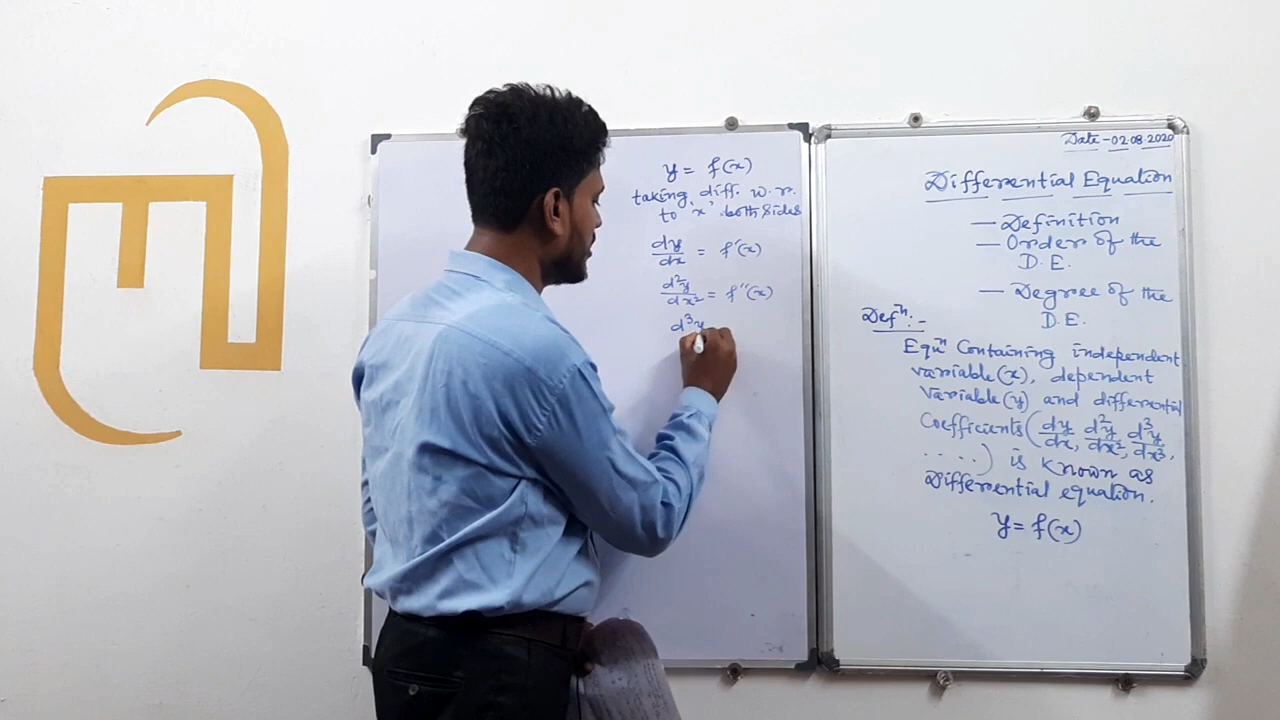 y = f(x)
taking diff. w.r.
to 'x' both sides
dy/dx = f'(x)
d²y/dx² = f''(x)
d³y
Date - 02.08.2020
Differential Equation
— Definition
— Order of the
D.E.
— Degree of the
D.E.
Defⁿ:-
Equⁿ Containing independent
variable(x), dependent
Variable(y) and differential
Coefficients (dy/dx, d²y/dx², d³y/dx³,
.....) is known as
Differential equation.
y = f(x)